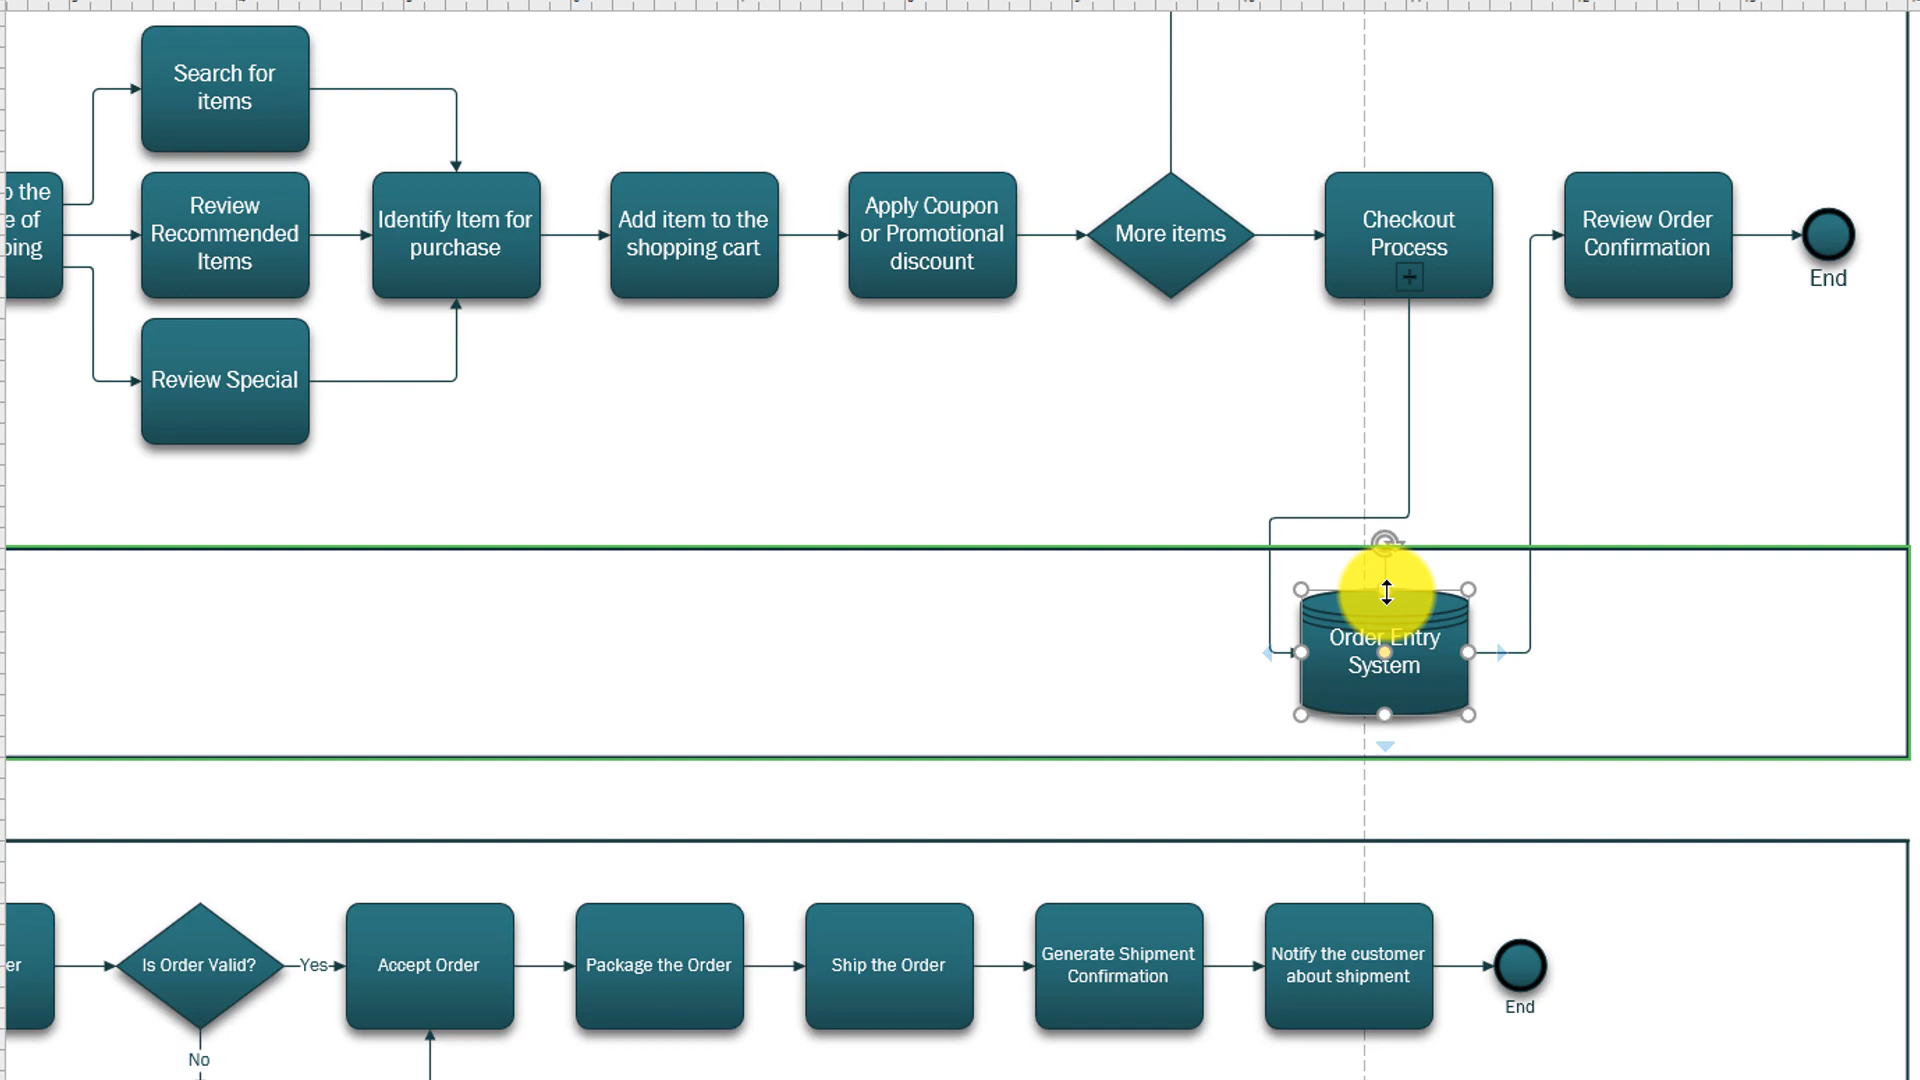 Search for
items
o the
e of
ping
Review
Recommended
Items
Identify Item for
purchase
Add item to the
shopping cart
Apply Coupon
or Promotional
discount
More items
Checkout
Process
Review Order
Confirmation
End
Review Special
Order Entry
System
er
Is Order Valid?
Yes
Accept Order
Package the Order
Ship the Order
Generate Shipment
Confirmation
Notify the customer
about shipment
End
No